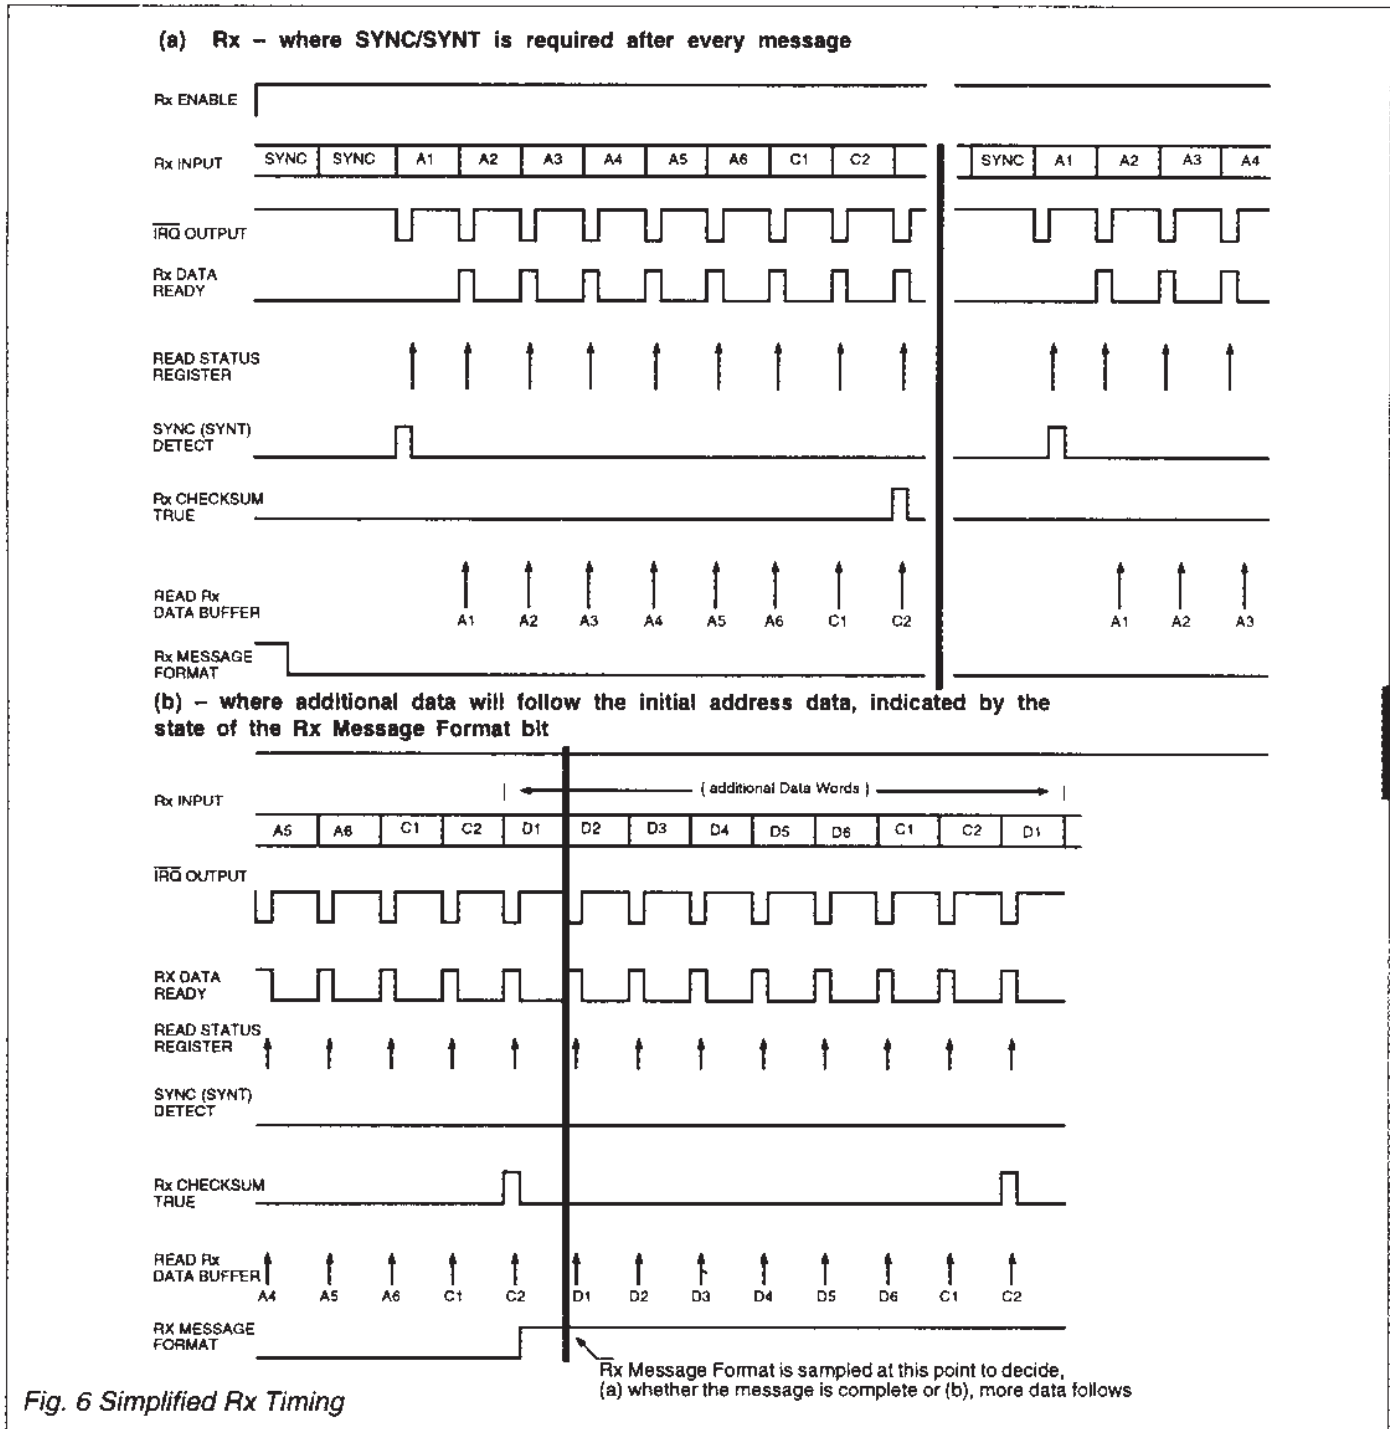 (a) Rx – where SYNC/SYNT is required after every message
Rx ENABLE
Rx INPUT SYNC SYNC A1 A2 A3 A4 A5 A6 C1 C2 SYNC A1 A2 A3 A4
IRQ OUTPUT
Rx DATA
READY
READ STATUS
REGISTER
SYNC (SYNT)
DETECT
Rx CHECKSUM
TRUE
READ Rx
DATA BUFFER
A1 A2 A3 A4 A5 A6 C1 C2 A1 A2 A3
Rx MESSAGE
FORMAT
(b) – where additional data will follow the initial address data, indicated by the
state of the Rx Message Format bit
( additional Data Words )
Rx INPUT
A5 A6 C1 C2 D1 D2 D3 D4 D5 D6 C1 C2 D1
IRQ OUTPUT
RX DATA
READY
READ STATUS
REGISTER
SYNC (SYNT)
DETECT
Rx CHECKSUM
TRUE
READ Rx
DATA BUFFER
A4 A5 A6 C1 C2 D1 D2 D3 D4 D5 D6 C1 C2
RX MESSAGE
FORMAT
Rx Message Format is sampled at this point to decide,
(a) whether the message is complete or (b), more data follows
Fig. 6 Simplified Rx Timing